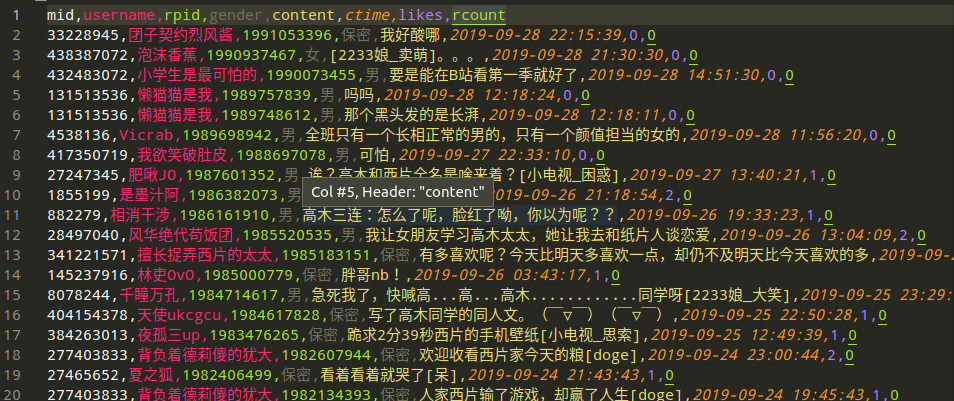 1 mid,username,rpid,gender,content,ctime,likes,rcount
2 33228945,团子契约烈风酱,1991053396,保密,我好酸哪,2019-09-28 22:15:39,0,0
3 438387072,泡沫香蕉,1990937467,女,[2233娘_卖萌]。。。,2019-09-28 21:30:30,0,0
4 432483072,小学生是最可怕的,1990073455,男,要是能在B站看第一季就好了,2019-09-28 14:51:30,0,0
5 131513536,懒猫猫是我,1989757839,男,吗吗,2019-09-28 12:18:24,0,0
6 131513536,懒猫猫是我,1989748612,男,那个黑头发的是长湃,2019-09-28 12:18:11,0,0
7 4538136,Vicrab,1989698942,男,全班只有一个长相正常的男的，只有一个颜值担当的女的,2019-09-28 11:56:20,0,0
8 417350719,我欲笑破肚皮,1988697078,男,可怕,2019-09-27 22:33:10,0,0
9 27247345,肥啾JO,1987601352,男,诶？高木和西片全名是啥来着？[小电视_困惑],2019-09-27 13:40:21,1,0
Col #5, Header: "content"
10 1855199,是墨汁阿,1986382073,男 2019-09-26 21:18:54,2,0
11 882279,相消干涉,1986161910,男,高木三连：怎么了呢，脸红了呦，你以为呢？？,2019-09-26 19:33:23,1,0
12 28497040,风华绝代苟饭团,1985520535,男,我让女朋友学习高木太太，她让我去和纸片人谈恋爱,2019-09-26 13:04:09,2,0
13 341221571,擅长捉弄西片的太太,1985183151,保密,有多喜欢呢？今天比明天多喜欢一点，却仍不及明天比今天喜欢的多,2019-09-2
14 145237916,林吏OvO,1985000779,保密,胖哥nb！,2019-09-26 03:43:17,1,0
15 8078244,千瞳万孔,1984714617,男,急死我了，快喊高...高...高木............同学呀[2233娘_大笑],2019-09-25 23:29:
16 404154378,天使ukcgcu,1984617828,保密,写了高木同学的同人文。（￣▽￣）（￣▽￣）,2019-09-25 22:50:28,1,0
17 384263013,夜孤三up,1983476265,保密,跪求2分39秒西片的手机壁纸[小电视_思索],2019-09-25 12:49:39,1,0
18 277403833,背负着德莉傻的犹大,1982607944,保密,欢迎收看西片家今天的粮[doge],2019-09-24 23:00:44,2,0
19 27465652,夏之狐,1982406499,保密,看着看着就哭了[呆],2019-09-24 21:43:43,1,0
20 277403833,背负着德莉傻的犹大,1982134393,保密,人家西片输了游戏，却赢了人生[doge],2019-09-24 19:45:43,1,0